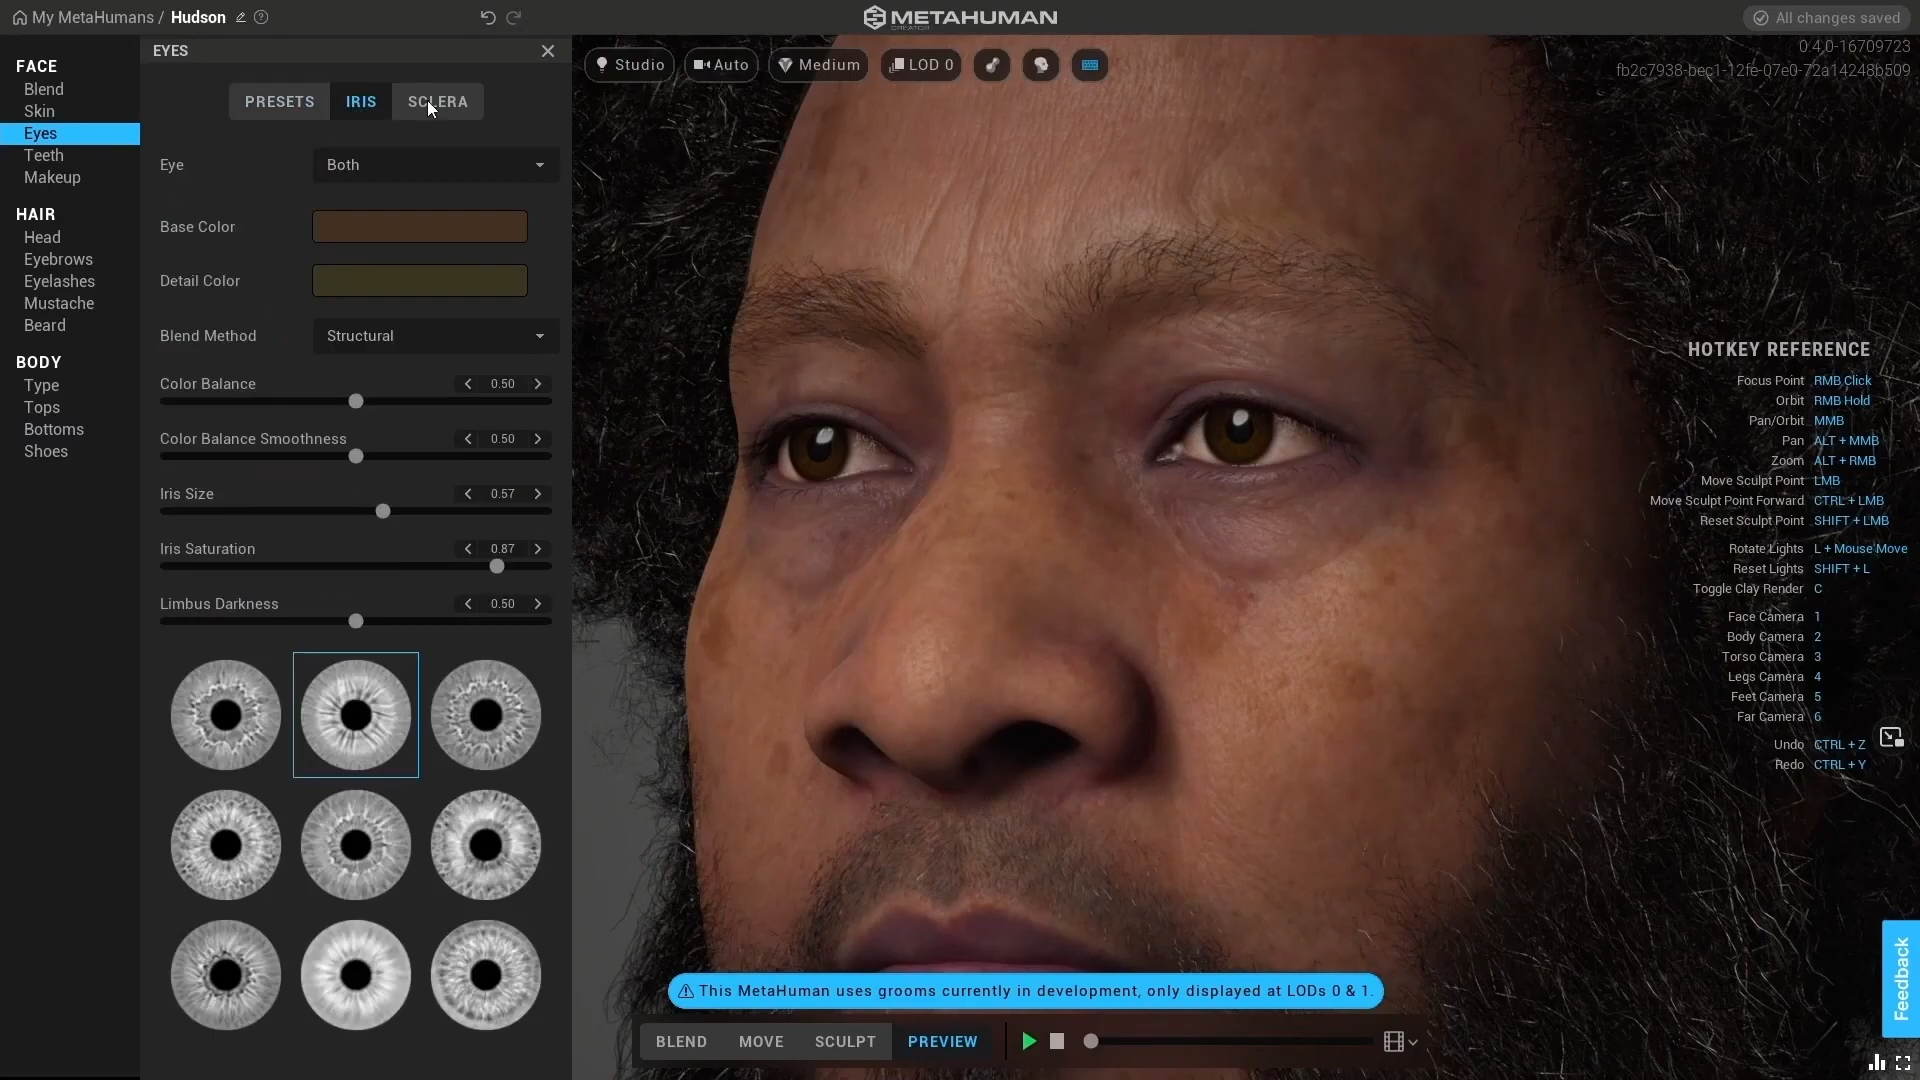 My MetaHumans / Hudson
METAHUMAN
CREATOR
All changes saved
0.4.0-16709723
fb2c7938-bec1-12fe-07e0-72a14248b509
FACE
Blend
Skin
Eyes
Teeth
Makeup
HAIR
Head
Eyebrows
Eyelashes
Mustache
Beard
BODY
Type
Tops
Bottoms
Shoes
EYES
PRESETS IRIS SCLERA
Eye Both
Base Color
Detail Color
Blend Method Structural
Color Balance 0.50
Color Balance Smoothness 0.50
Iris Size 0.57
Iris Saturation 0.87
Limbus Darkness 0.50
Studio Auto Medium LOD 0
HOTKEY REFERENCE
Focus Point RMB Click
Orbit RMB Hold
Pan/Orbit MMB
Pan ALT + MMB
Zoom ALT + RMB
Move Sculpt Point LMB
Move Sculpt Point Forward CTRL + LMB
Reset Sculpt Point SHIFT + LMB
Rotate Lights L + Mouse Move
Reset Lights SHIFT + L
Toggle Clay Render C
Face Camera 1
Body Camera 2
Torso Camera 3
Legs Camera 4
Feet Camera 5
Far Camera 6
Undo CTRL + Z
Redo CTRL + Y
Feedback
This MetaHuman uses grooms currently in development, only displayed at LODs 0 & 1.
BLEND MOVE SCULPT PREVIEW